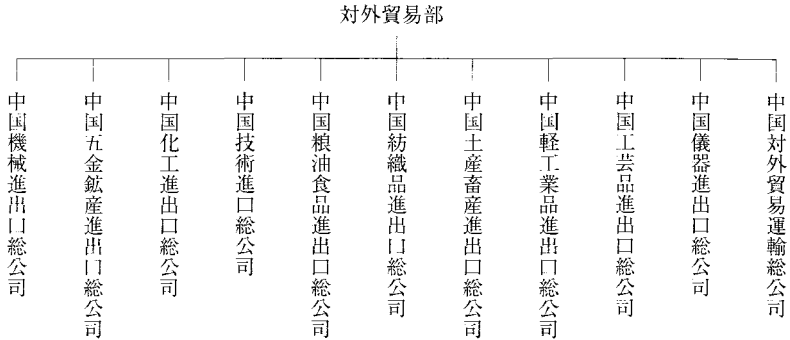 対外貿易部
中国機械進出口総公司
中国五金鉱産進出口総公司
中国化工進出口総公司
中国技術進口総公司
中国粮油食品進出口総公司
中国紡織品進出口総公司
中国土産畜産進出口総公司
中国軽工業品進出口総公司
中国工芸品進出口総公司
中国儀器進出口総公司
中国対外貿易運輸総公司